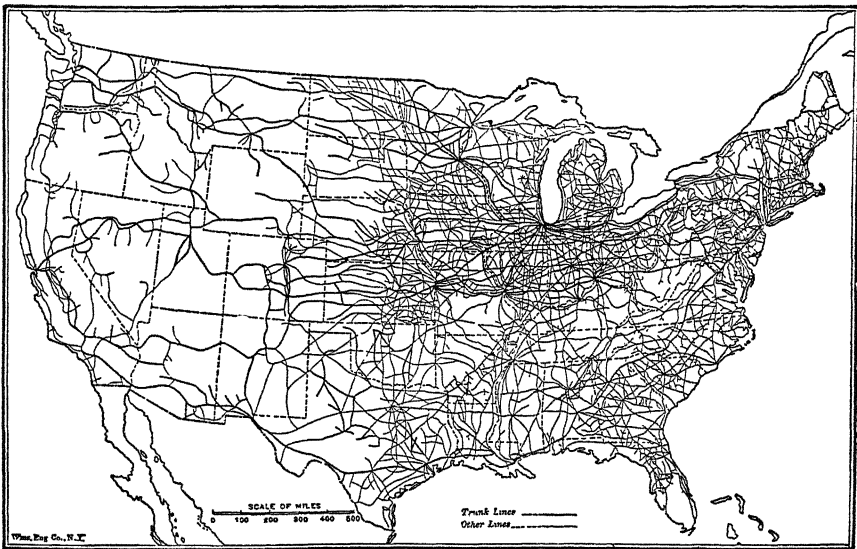 SCALE OF MILES
0 100 200 300 400 500
Trunk Lines
Other Lines
Wms. Eng Co., N.Y.